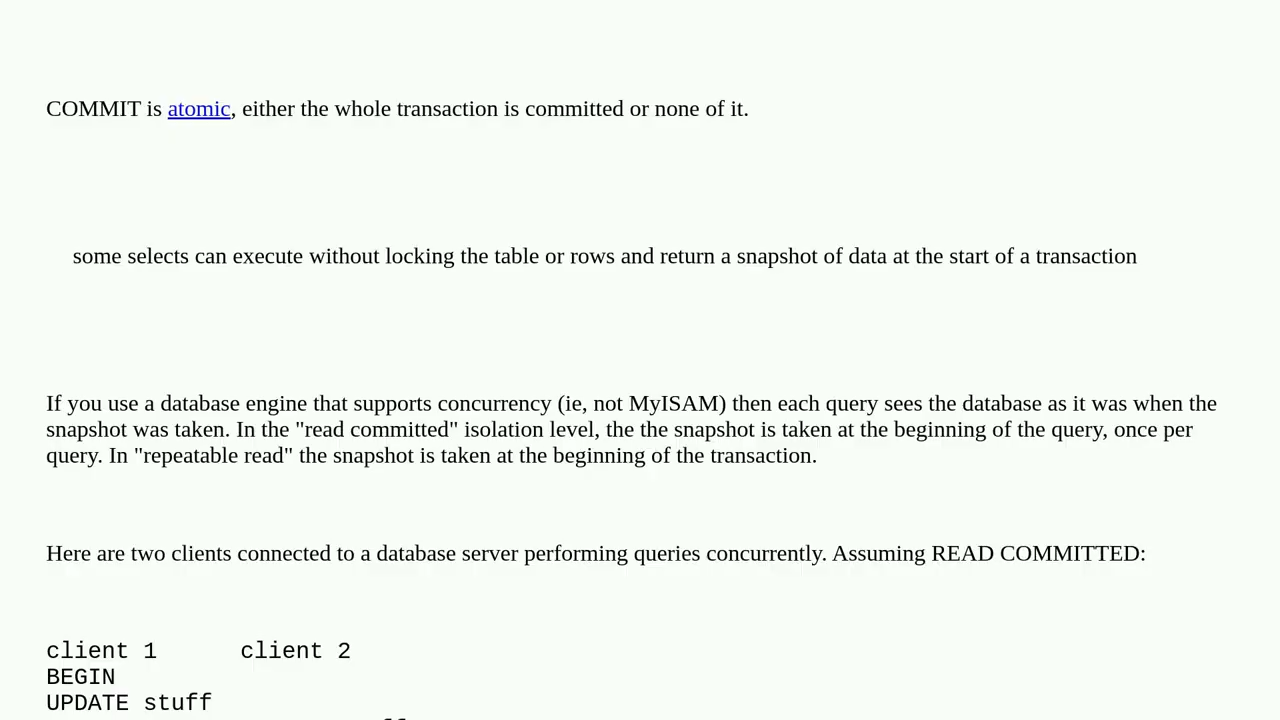 COMMIT is atomic, either the whole transaction is committed or none of it.
some selects can execute without locking the table or rows and return a snapshot of data at the start of a transaction
If you use a database engine that supports concurrency (ie, not MyISAM) then each query sees the database as it was when the
snapshot was taken. In the "read committed" isolation level, the the snapshot is taken at the beginning of the query, once per
query. In "repeatable read" the snapshot is taken at the beginning of the transaction.
Here are two clients connected to a database server performing queries concurrently. Assuming READ COMMITTED:
client 1      client 2
BEGIN
UPDATE stuff